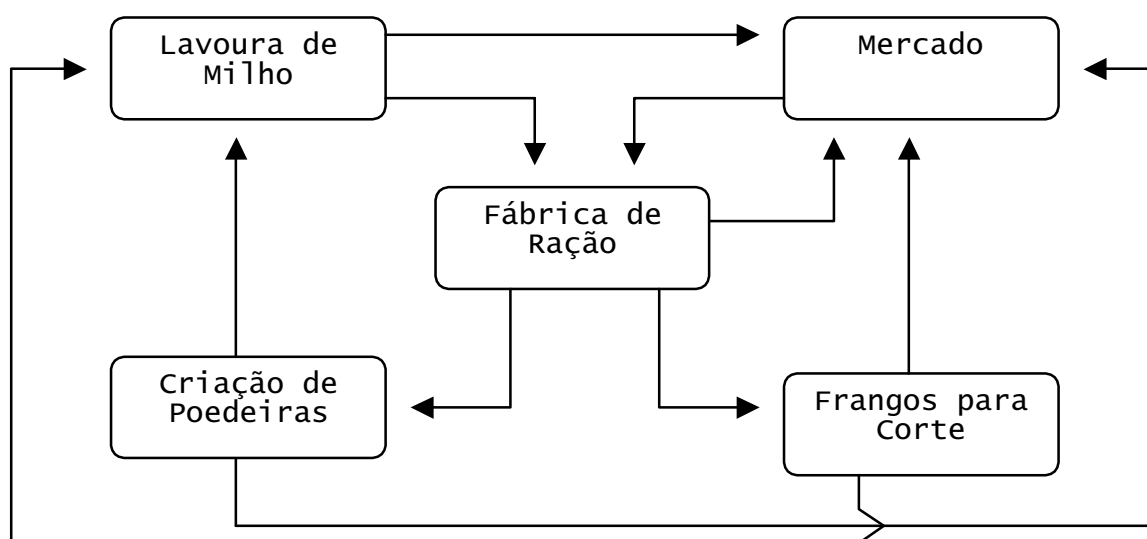 Lavoura de
Milho
Mercado
Fábrica de
Ração
Criação de
Poedeiras
Frangos para
Corte